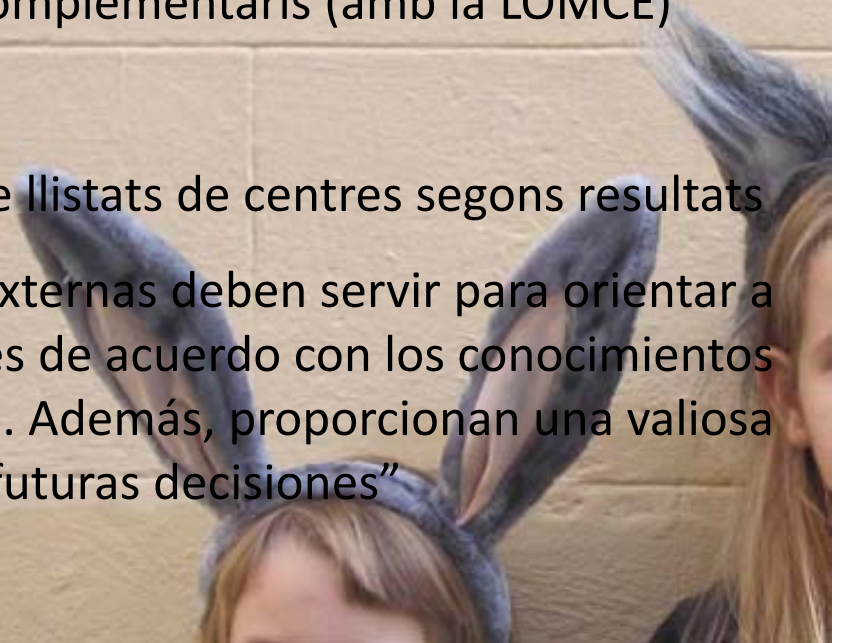 omplementaris (amb la LOMCE)
e llistats de centres segons resultats
xternas deben servir para orientar a
es de acuerdo con los conocimientos
. Además, proporcionan una valiosa
futuras decisiones”